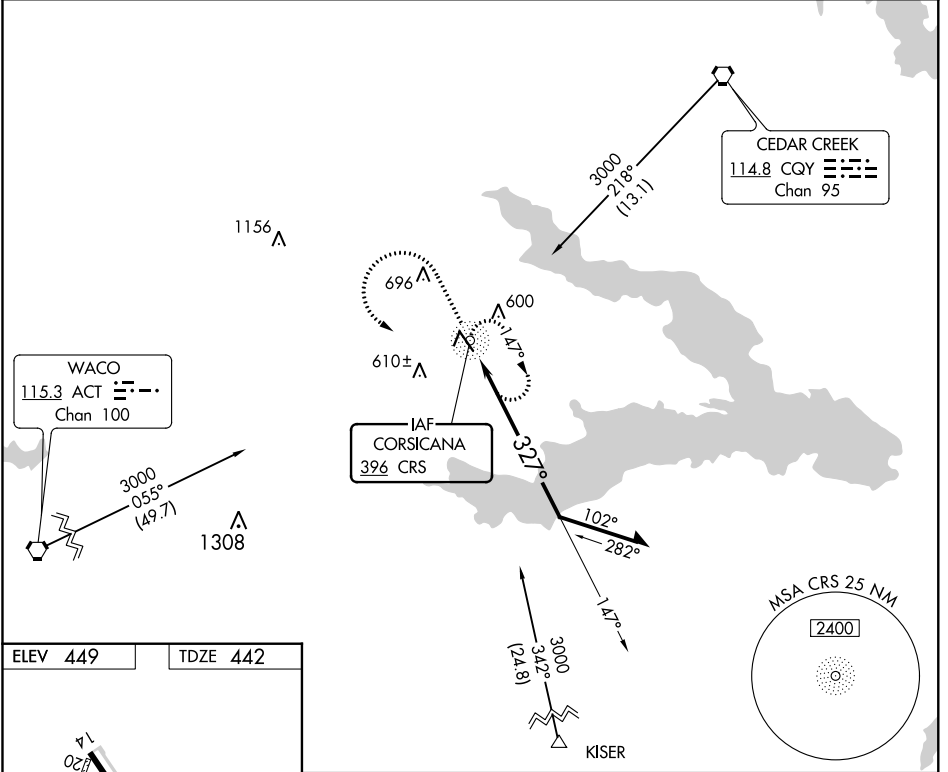 CEDAR CREEK
114.8 CQY
Chan 95
3000
218°
(13.1)
1156
696
600
147°
610±
WACO
115.3 ACT
Chan 100
IAF
CORSICANA
396 CRS
327°
3000
055°
(49.7)
1308
102°
282°
147°
MSA CRS 25 NM
2400
3000
342°
(24.8)
KISER
ELEV 449
TDZE 442
14